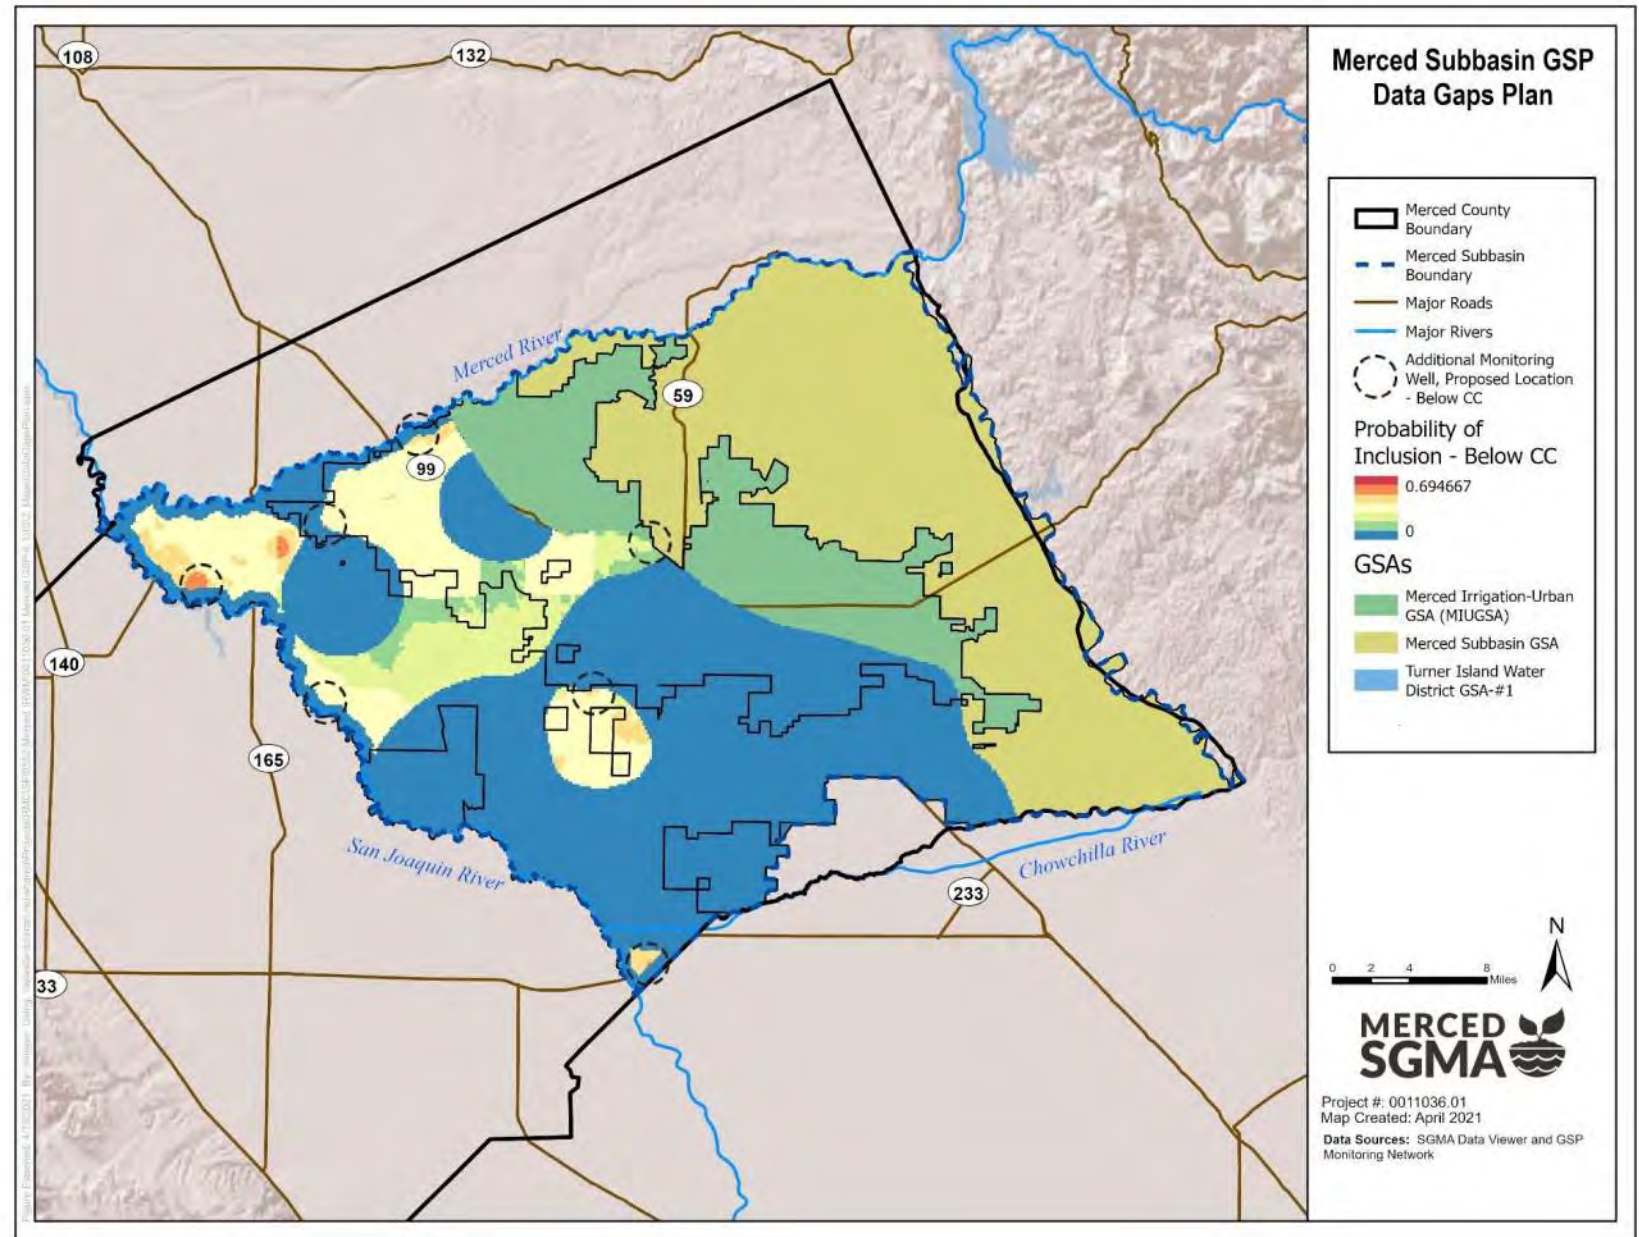 Merced Subbasin GSP
Data Gaps Plan
Merced County
Boundary
Merced Subbasin
Boundary
Major Roads
Major Rivers
Additional Monitoring
Well, Proposed Location
- Below CC
Probability of
Inclusion - Below CC
0.694667
0
GSAs
Merced Irrigation-Urban
GSA (MIUGSA)
Merced Subbasin GSA
Turner Island Water
District GSA-#1
108
132
Merced River
59
99
140
165
San Joaquin River
Chowchilla River
233
33
N
0 2 4 8
Miles
MERCED
SGMA
Project #: 0011036.01
Map Created: April 2021
Data Sources: SGMA Data Viewer and GSP
Monitoring Network